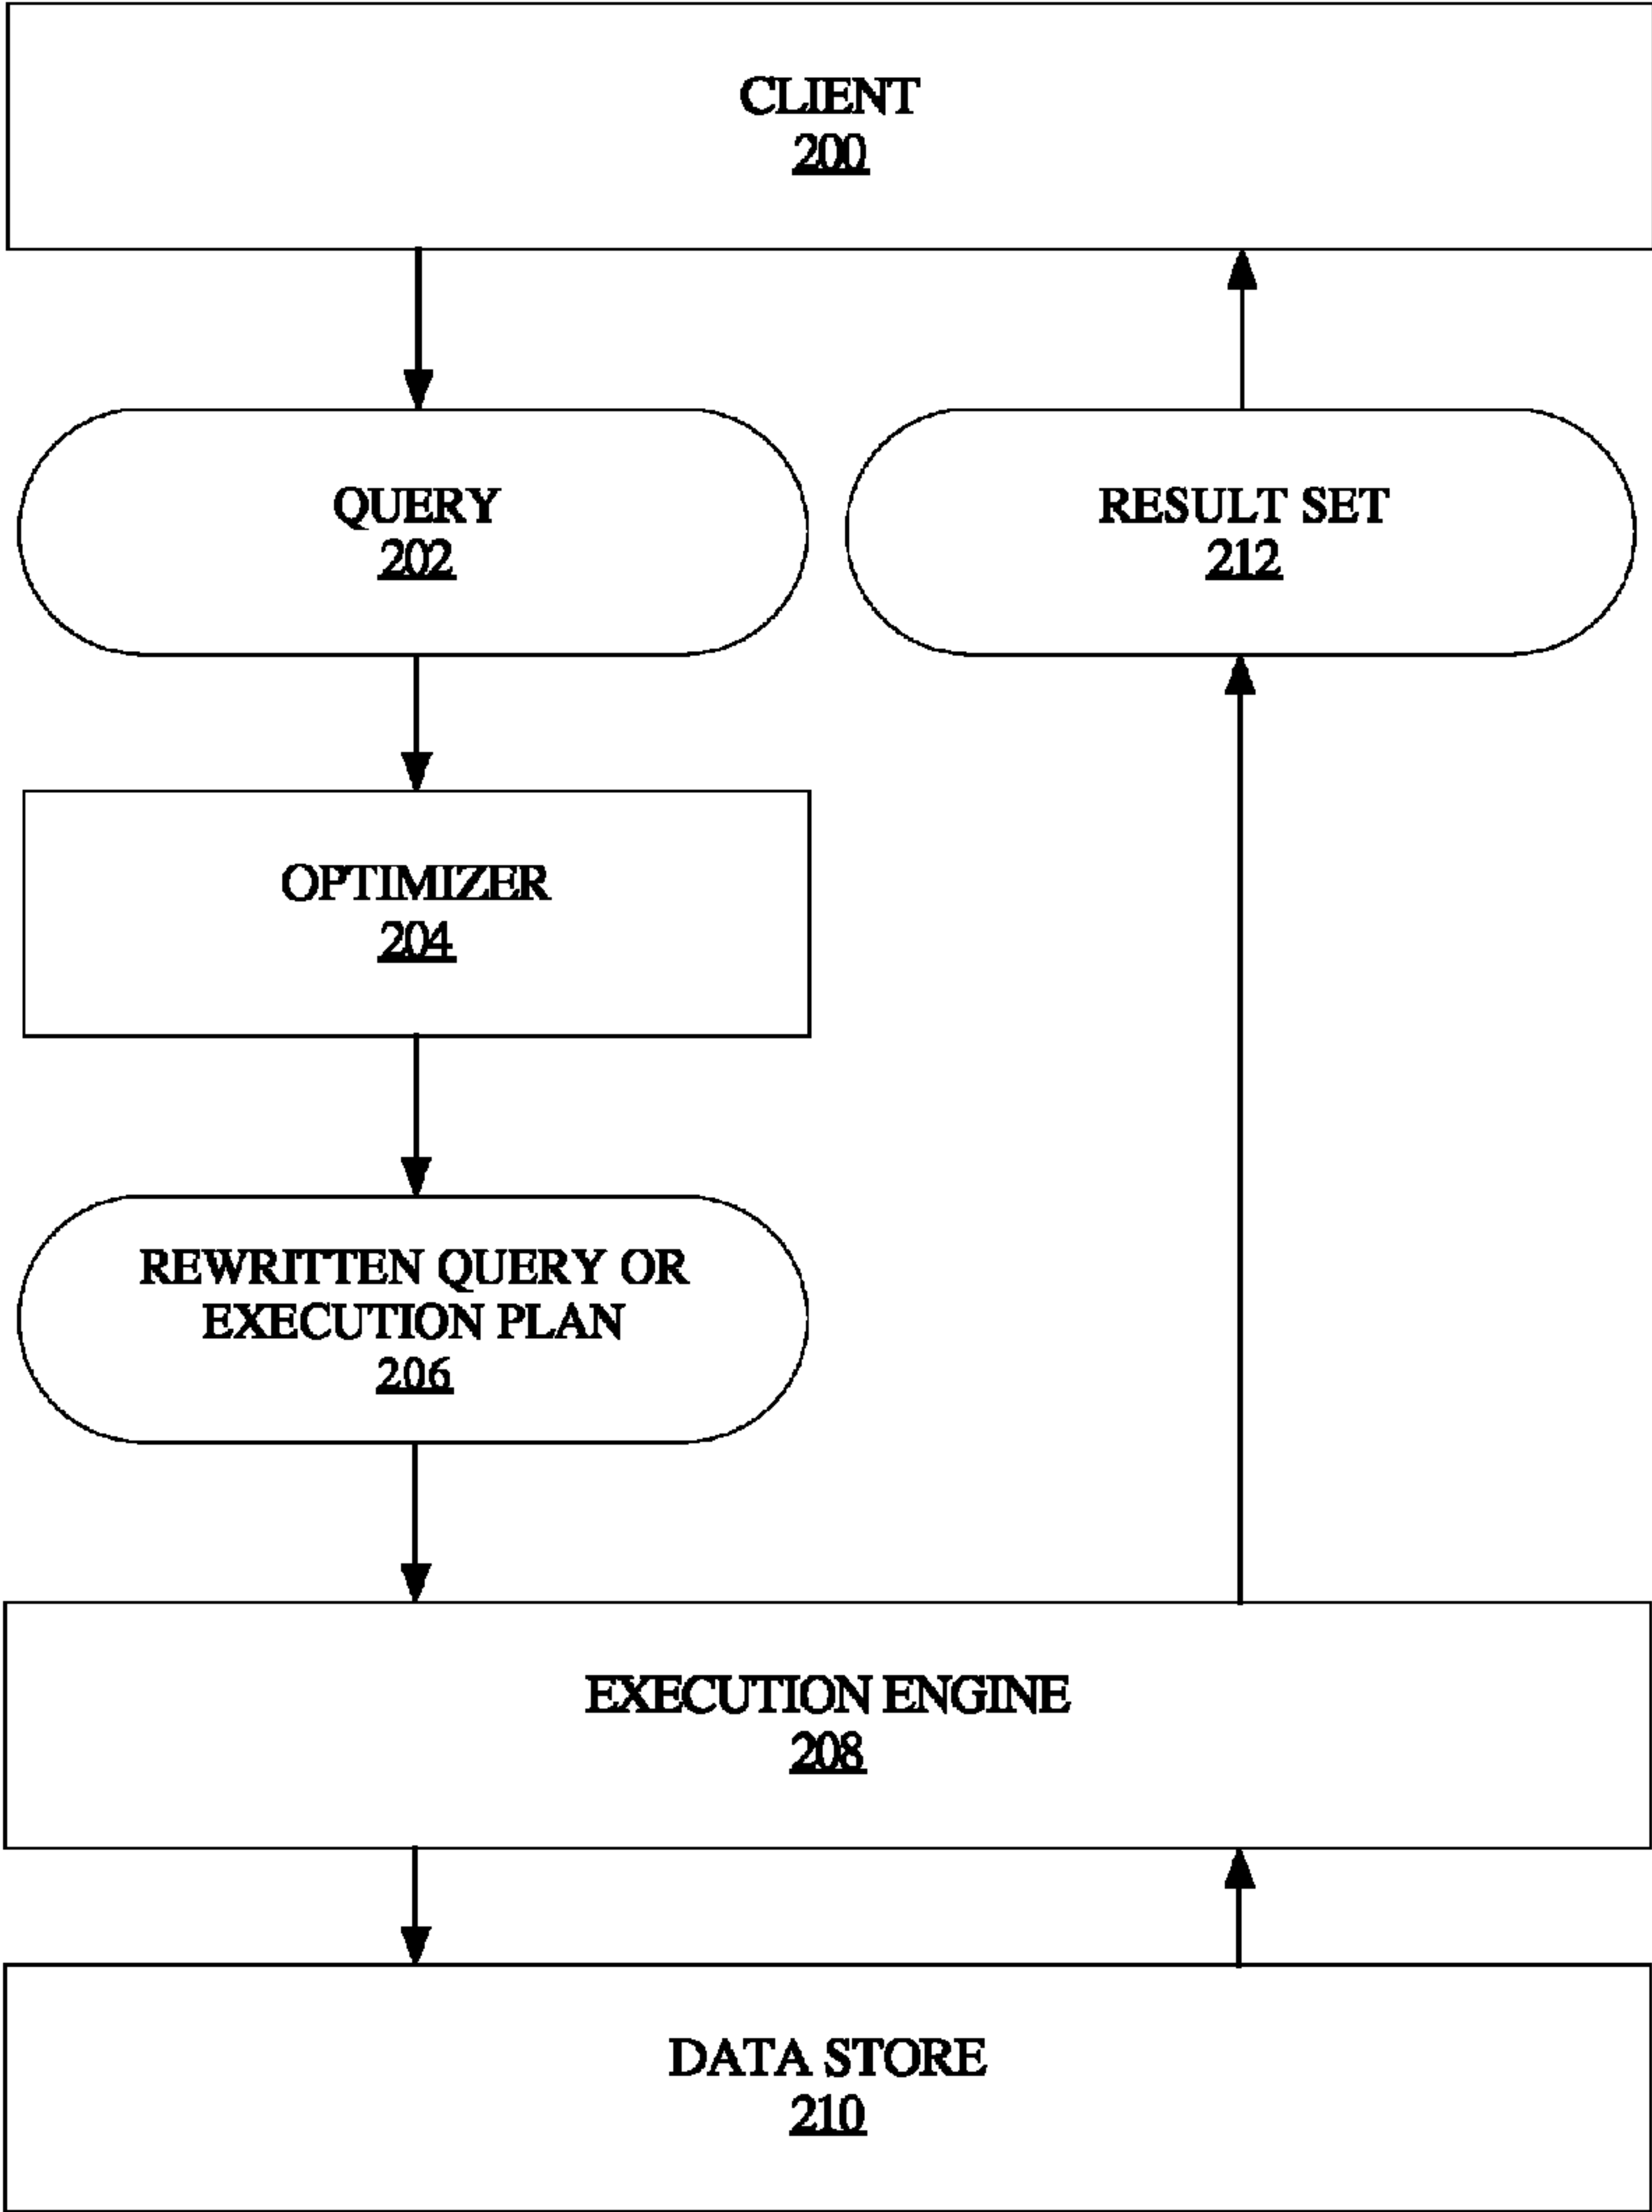 CLIENT
200
QUERY
202
RESULT SET
212
OPTIMIZER
204
REWRITTEN QUERY OR
EXECUTION PLAN
206
EXECUTION ENGINE
208
DATA STORE
210